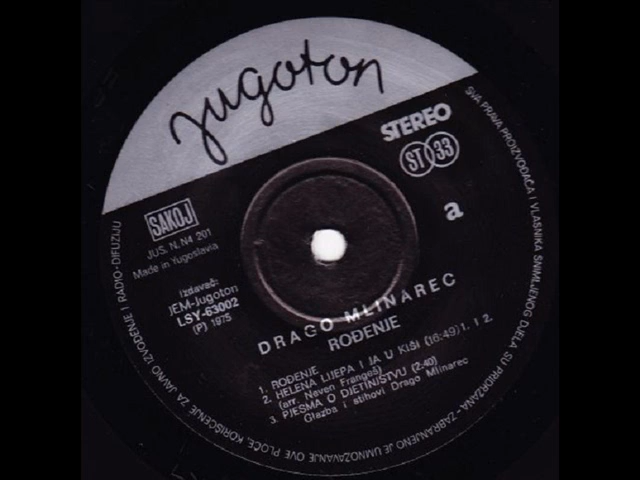 jugoton
STEREO
ST 33
a
SAKOJ
JUS. N. N4 201
Made in Yugoslavia
Izdavač:
JEM-Jugoton
LSY-63002
(P) 1975
DRAGO MLINAREC
ROĐENJE
1. ROĐENJE
2. HELENA LIJEPA I JA U KIŠI (16:49) 1. i 2.
(arr. Neven Frangeš)
3. PJESMA O DJETINJSTVU (2:40)
Glazba i stihovi Drago Mlinarec
SVA PRAVA PROIZVOĐAČA I VLASNIKA SNIMLJENOG DJELA SU PRIDRŽANA - ZABRANJENO JE UMNOŽAVANJE OVE PLOČE, KORIŠĆENJE ZA JAVNO IZVOĐENJE I RADIO-DIFUZIJU